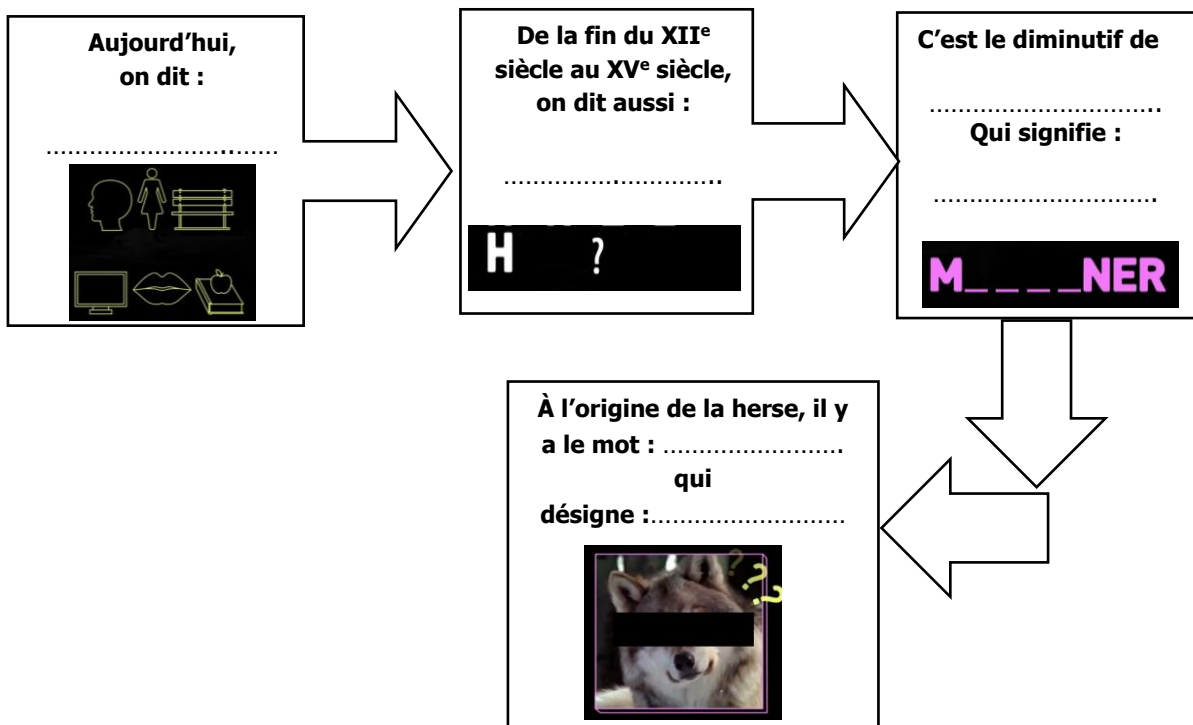 Aujourd’hui,
on dit :
……………………..……
De la fin du XIIᵉ
siècle au XVᵉ siècle,
on dit aussi :
…………….…………..
H ?
C’est le diminutif de
…………………………..
Qui signifie :
………………………….
M_ _ _ _NER
À l’origine de la herse, il y
a le mot : …………………….
qui
désigne :………………………
? ? ?